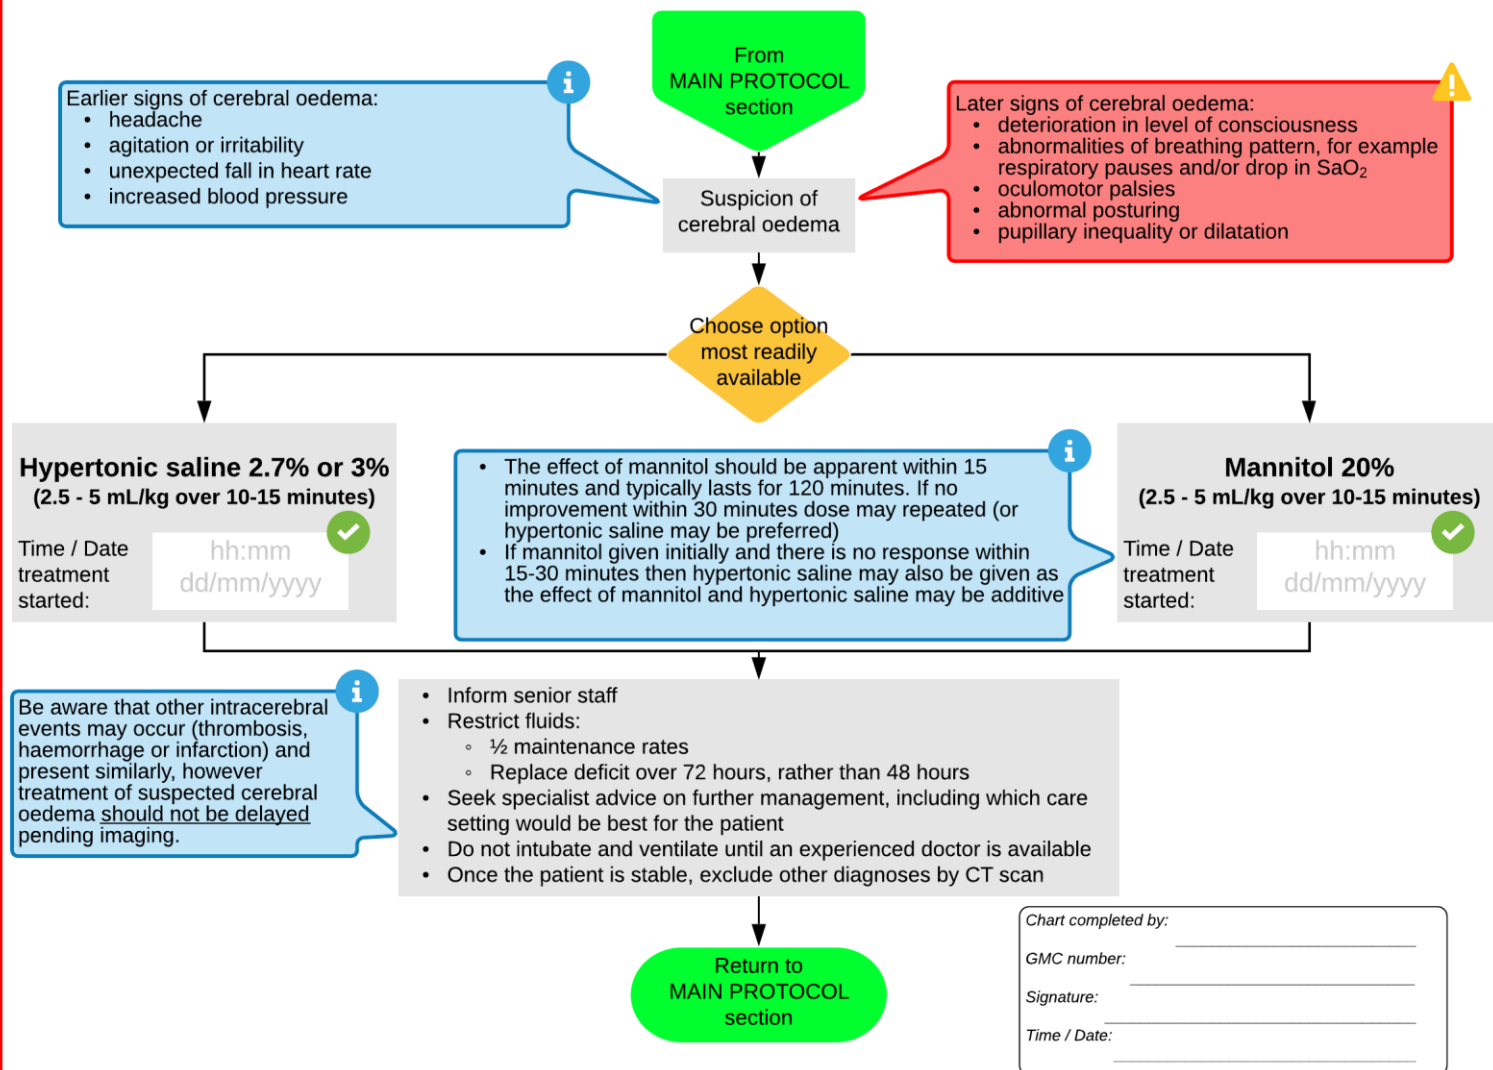 From
MAIN PROTOCOL
section
Earlier signs of cerebral oedema:
• headache
• agitation or irritability
• unexpected fall in heart rate
• increased blood pressure
Later signs of cerebral oedema:
• deterioration in level of consciousness
• abnormalities of breathing pattern, for example
respiratory pauses and/or drop in SaO₂
• oculomotor palsies
• abnormal posturing
• pupillary inequality or dilatation
Suspicion of
cerebral oedema
Choose option
most readily
available
Hypertonic saline 2.7% or 3%
(2.5 - 5 mL/kg over 10-15 minutes)
Time / Date
treatment
started:
hh:mm
dd/mm/yyyy
• The effect of mannitol should be apparent within 15
minutes and typically lasts for 120 minutes. If no
improvement within 30 minutes dose may repeated (or
hypertonic saline may be preferred)
• If mannitol given initially and there is no response within
15-30 minutes then hypertonic saline may also be given as
the effect of mannitol and hypertonic saline may be additive
Mannitol 20%
(2.5 - 5 mL/kg over 10-15 minutes)
Time / Date
treatment
started:
hh:mm
dd/mm/yyyy
Be aware that other intracerebral
events may occur (thrombosis,
haemorrhage or infarction) and
present similarly, however
treatment of suspected cerebral
oedema should not be delayed
pending imaging.
• Inform senior staff
• Restrict fluids:
◦ ½ maintenance rates
◦ Replace deficit over 72 hours, rather than 48 hours
• Seek specialist advice on further management, including which care
setting would be best for the patient
• Do not intubate and ventilate until an experienced doctor is available
• Once the patient is stable, exclude other diagnoses by CT scan
Return to
MAIN PROTOCOL
section
Chart completed by:
GMC number:
Signature:
Time / Date: